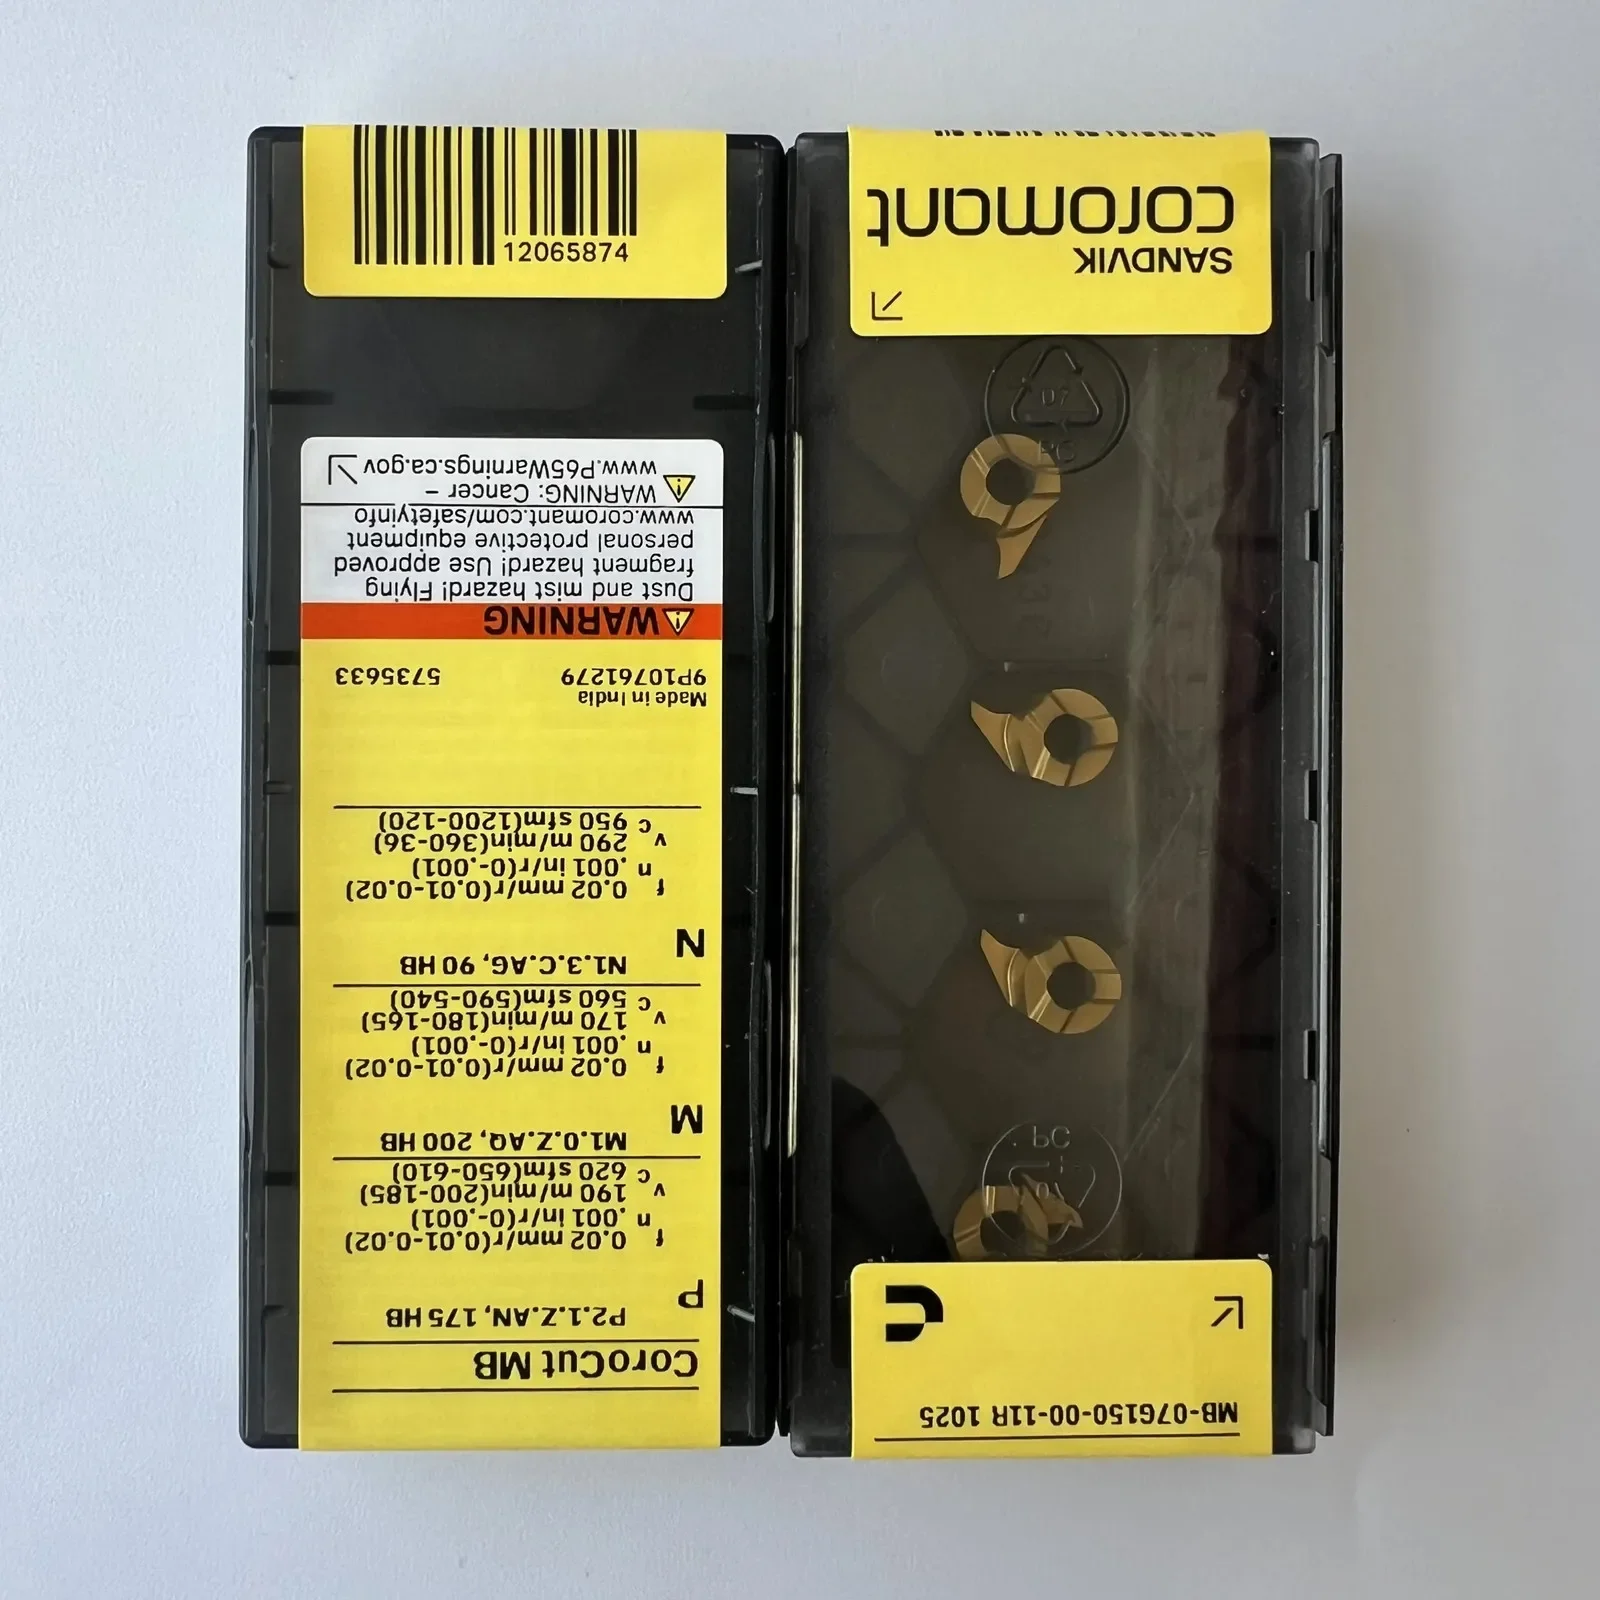 12065874
CoroCut MB
P P2.1.Z.AN, 175 HB
f 0.02 mm/r(0.01-0.02)
n .001 in/r(0-.001)
v 190 m/min(200-185)
c 620 sfm(650-610)
M M1.0.Z.AQ, 200 HB
f 0.02 mm/r(0.01-0.02)
n .001 in/r(0-.001)
v 170 m/min(180-165)
c 560 sfm(590-540)
N N1.3.C.AG, 90 HB
f 0.02 mm/r(0.01-0.02)
n .001 in/r(0-.001)
v 290 m/min(360-36)
c 950 sfm(1200-120)
Made in India
9P10761279 5735633
WARNING
Dust and mist hazard! Flying
fragment hazard! Use approved
personal protective equipment
www.coromant.com/safetyinfo
WARNING: Cancer –
www.P65Warnings.ca.gov
MB-07G150-00-11R 1025
PC
07
07
PC
SANDVIK
coromant